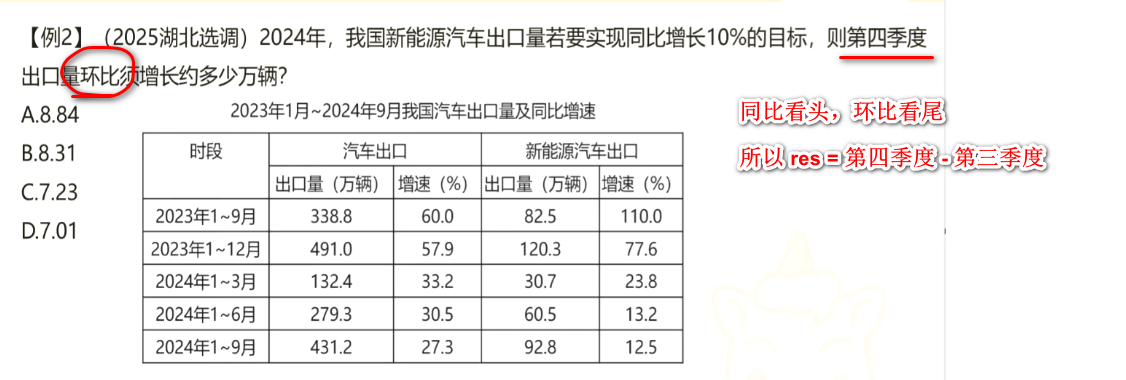 【例2】（2025湖北选调）2024年，我国新能源汽车出口量若要实现同比增长10%的目标，则第四季度
出口量环比须增长约多少万辆？
A.8.84
B.8.31
C.7.23
D.7.01
2023年1月~2024年9月我国汽车出口量及同比增速
时段 汽车出口 新能源汽车出口
出口量（万辆） 增速（%） 出口量（万辆） 增速（%）
2023年1~9月 338.8 60.0 82.5 110.0
2023年1~12月 491.0 57.9 120.3 77.6
2024年1~3月 132.4 33.2 30.7 23.8
2024年1~6月 279.3 30.5 60.5 13.2
2024年1~9月 431.2 27.3 92.8 12.5
同比看头，环比看尾
所以 res = 第四季度 - 第三季度